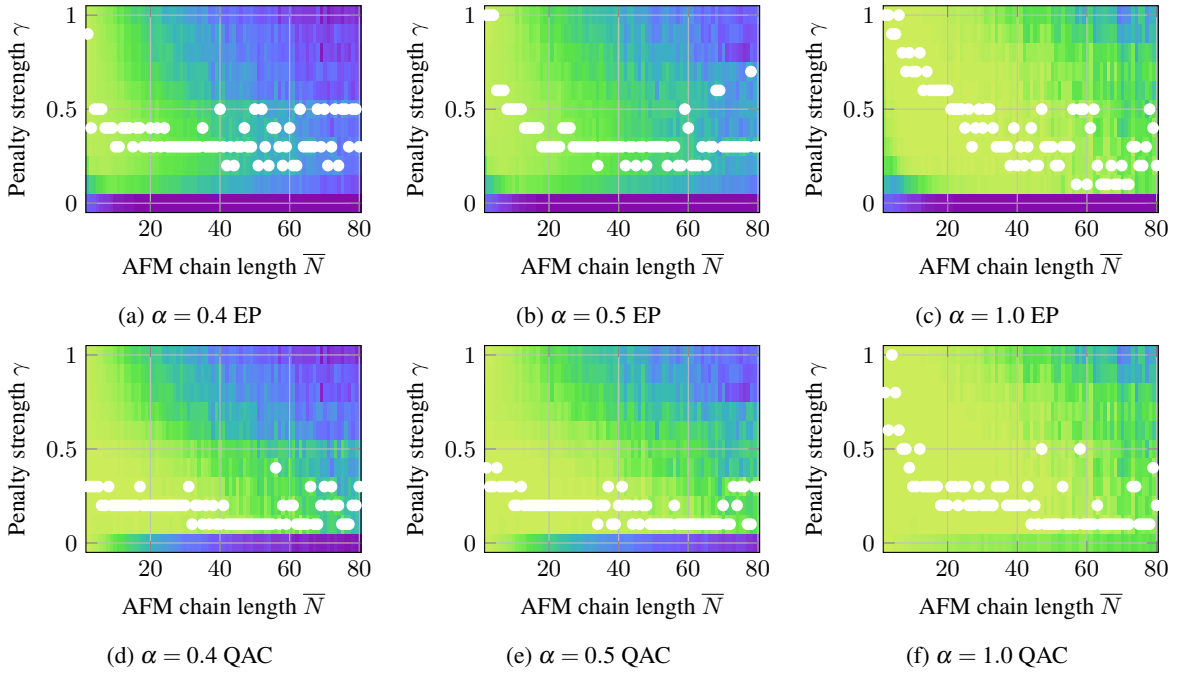 1
0.5
0
Penalty strength γ
20 40 60 80
AFM chain length N̅
(a) α = 0.4 EP
1
0.5
0
Penalty strength γ
20 40 60 80
AFM chain length N̅
(b) α = 0.5 EP
1
0.5
0
Penalty strength γ
20 40 60 80
AFM chain length N̅
(c) α = 1.0 EP
1
0.5
0
Penalty strength γ
20 40 60 80
AFM chain length N̅
(d) α = 0.4 QAC
1
0.5
0
Penalty strength γ
20 40 60 80
AFM chain length N̅
(e) α = 0.5 QAC
1
0.5
0
Penalty strength γ
20 40 60 80
AFM chain length N̅
(f) α = 1.0 QAC